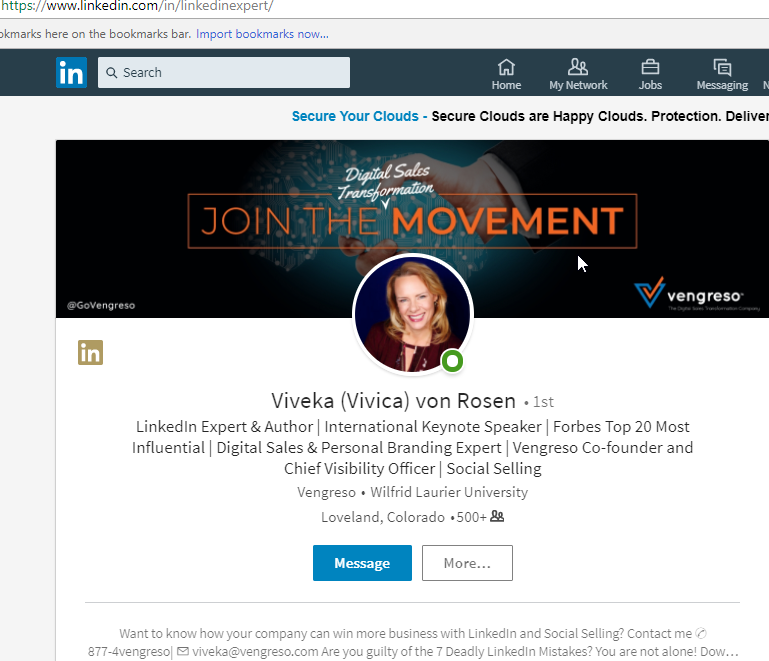 https://www.linkedin.com/in/linkedinexpert/
okmarks here on the bookmarks bar. Import bookmarks now...
in Search
Home My Network Jobs Messaging N
Secure Your Clouds - Secure Clouds are Happy Clouds. Protection. Deliver
Digital Sales
Transformation
JOIN THE MOVEMENT
@GoVengreso
vengreso™
The Digital Sales Transformation Company
in
Viveka (Vivica) von Rosen • 1st
LinkedIn Expert & Author | International Keynote Speaker | Forbes Top 20 Most
Influential | Digital Sales & Personal Branding Expert | Vengreso Co-founder and
Chief Visibility Officer | Social Selling
Vengreso • Wilfrid Laurier University
Loveland, Colorado • 500+
Message More...
Want to know how your company can win more business with LinkedIn and Social Selling? Contact me ✆
877-4vengreso| ✉ viveka@vengreso.com Are you guilty of the 7 Deadly LinkedIn Mistakes? You are not alone! Dow…